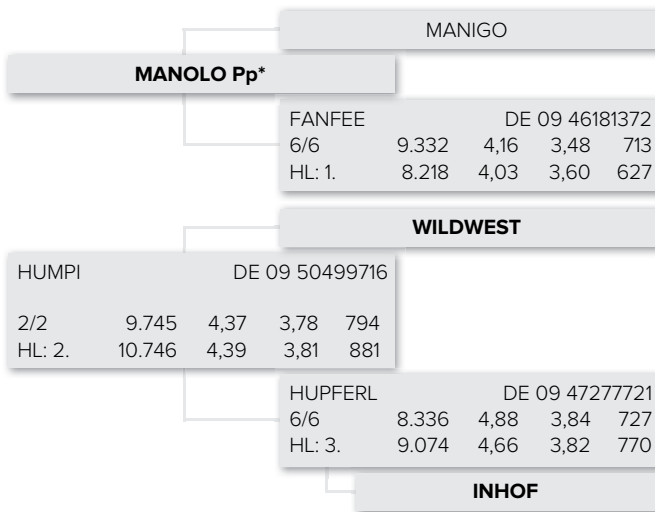 MANIGO
MANOLO Pp*
FANFEE DE 09 46181372
6/6 9.332 4,16 3,48 713
HL: 1. 8.218 4,03 3,60 627
WILDWEST
HUMPI DE 09 50499716
2/2 9.745 4,37 3,78 794
HL: 2. 10.746 4,39 3,81 881
HUPFERL DE 09 47277721
6/6 8.336 4,88 3,84 727
HL: 3. 9.074 4,66 3,82 770
INHOF